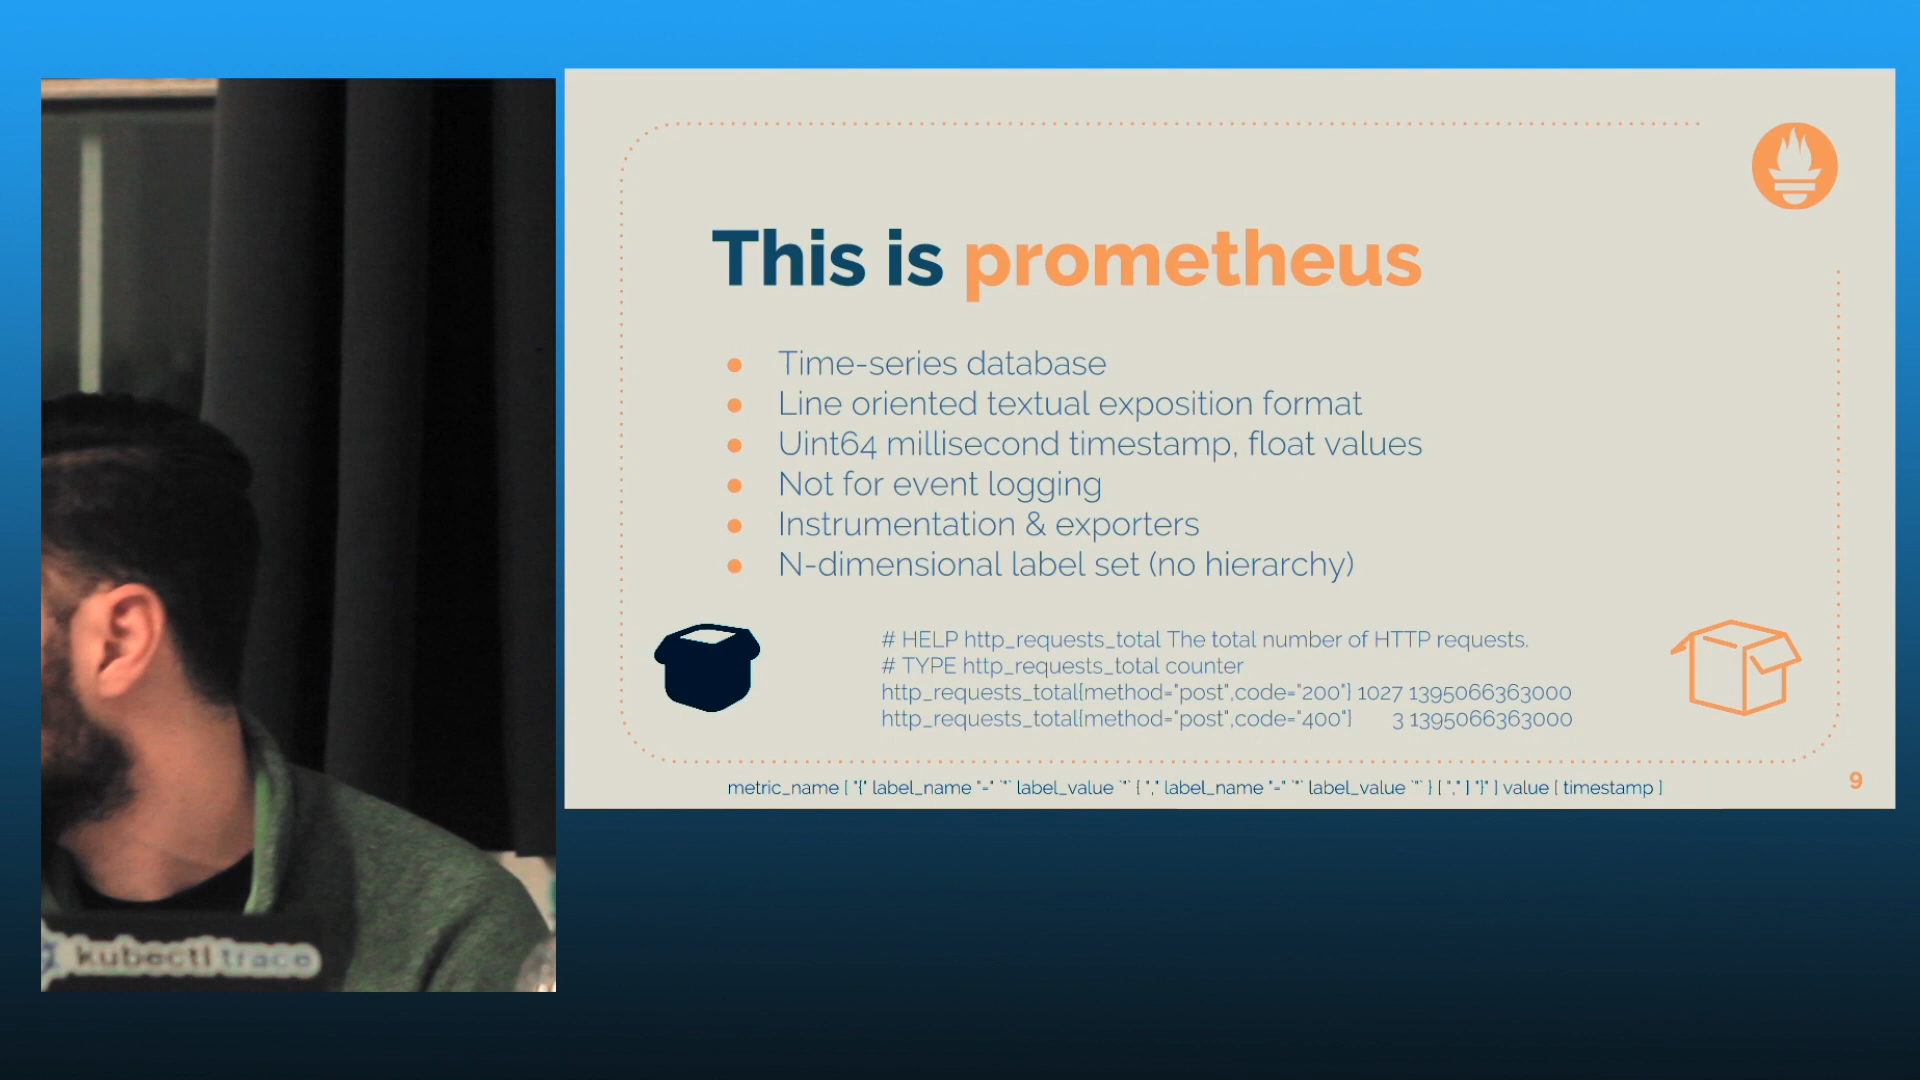 This is prometheus
Time-series database
Line oriented textual exposition format
Uint64 millisecond timestamp, float values
Not for event logging
Instrumentation & exporters
N-dimensional label set (no hierarchy)
# HELP http_requests_total The total number of HTTP requests.
# TYPE http_requests_total counter
http_requests_total{method="post",code="200"} 1027 1395066363000
http_requests_total{method="post",code="400"} 3 1395066363000
metric_name [ "{" label_name "=" `"` label_value `"` { "," label_name "=" `"` label_value `"` } [ "," ] "}" ] value [ timestamp ]
9
kubectl trace